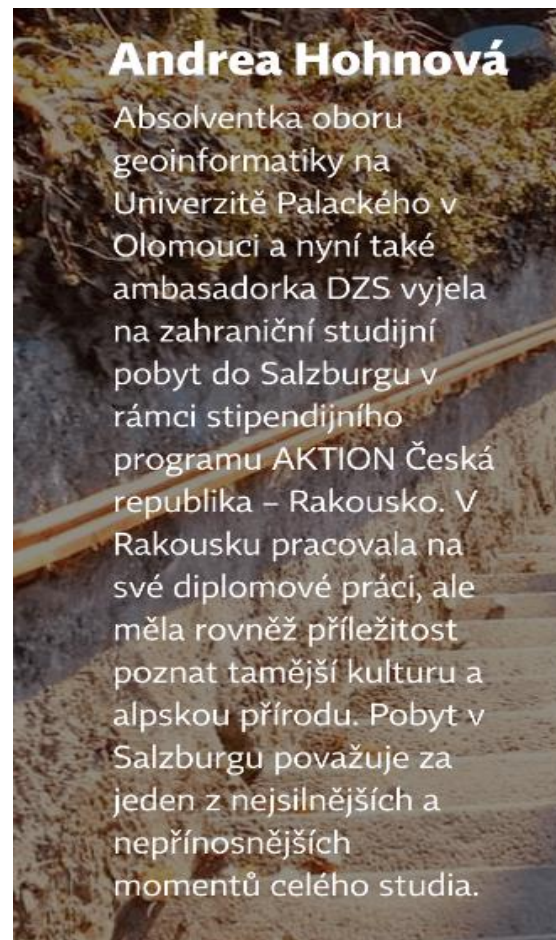 Andrea Hohnová
Absolventka oboru
geoinformatiky na
Univerzitě Palackého v
Olomouci a nyní také
ambasadorka DZS vyjela
na zahraniční studijní
pobyt do Salzburgu v
rámci stipendijního
programu AKTION Česká
republika – Rakousko. V
Rakousku pracovala na
své diplomové práci, ale
měla rovněž příležitost
poznat tamější kulturu a
alpskou přírodu. Pobyt v
Salzburgu považuje za
jeden z nejsilnějších a
nepřínosnějších
momentů celého studia.